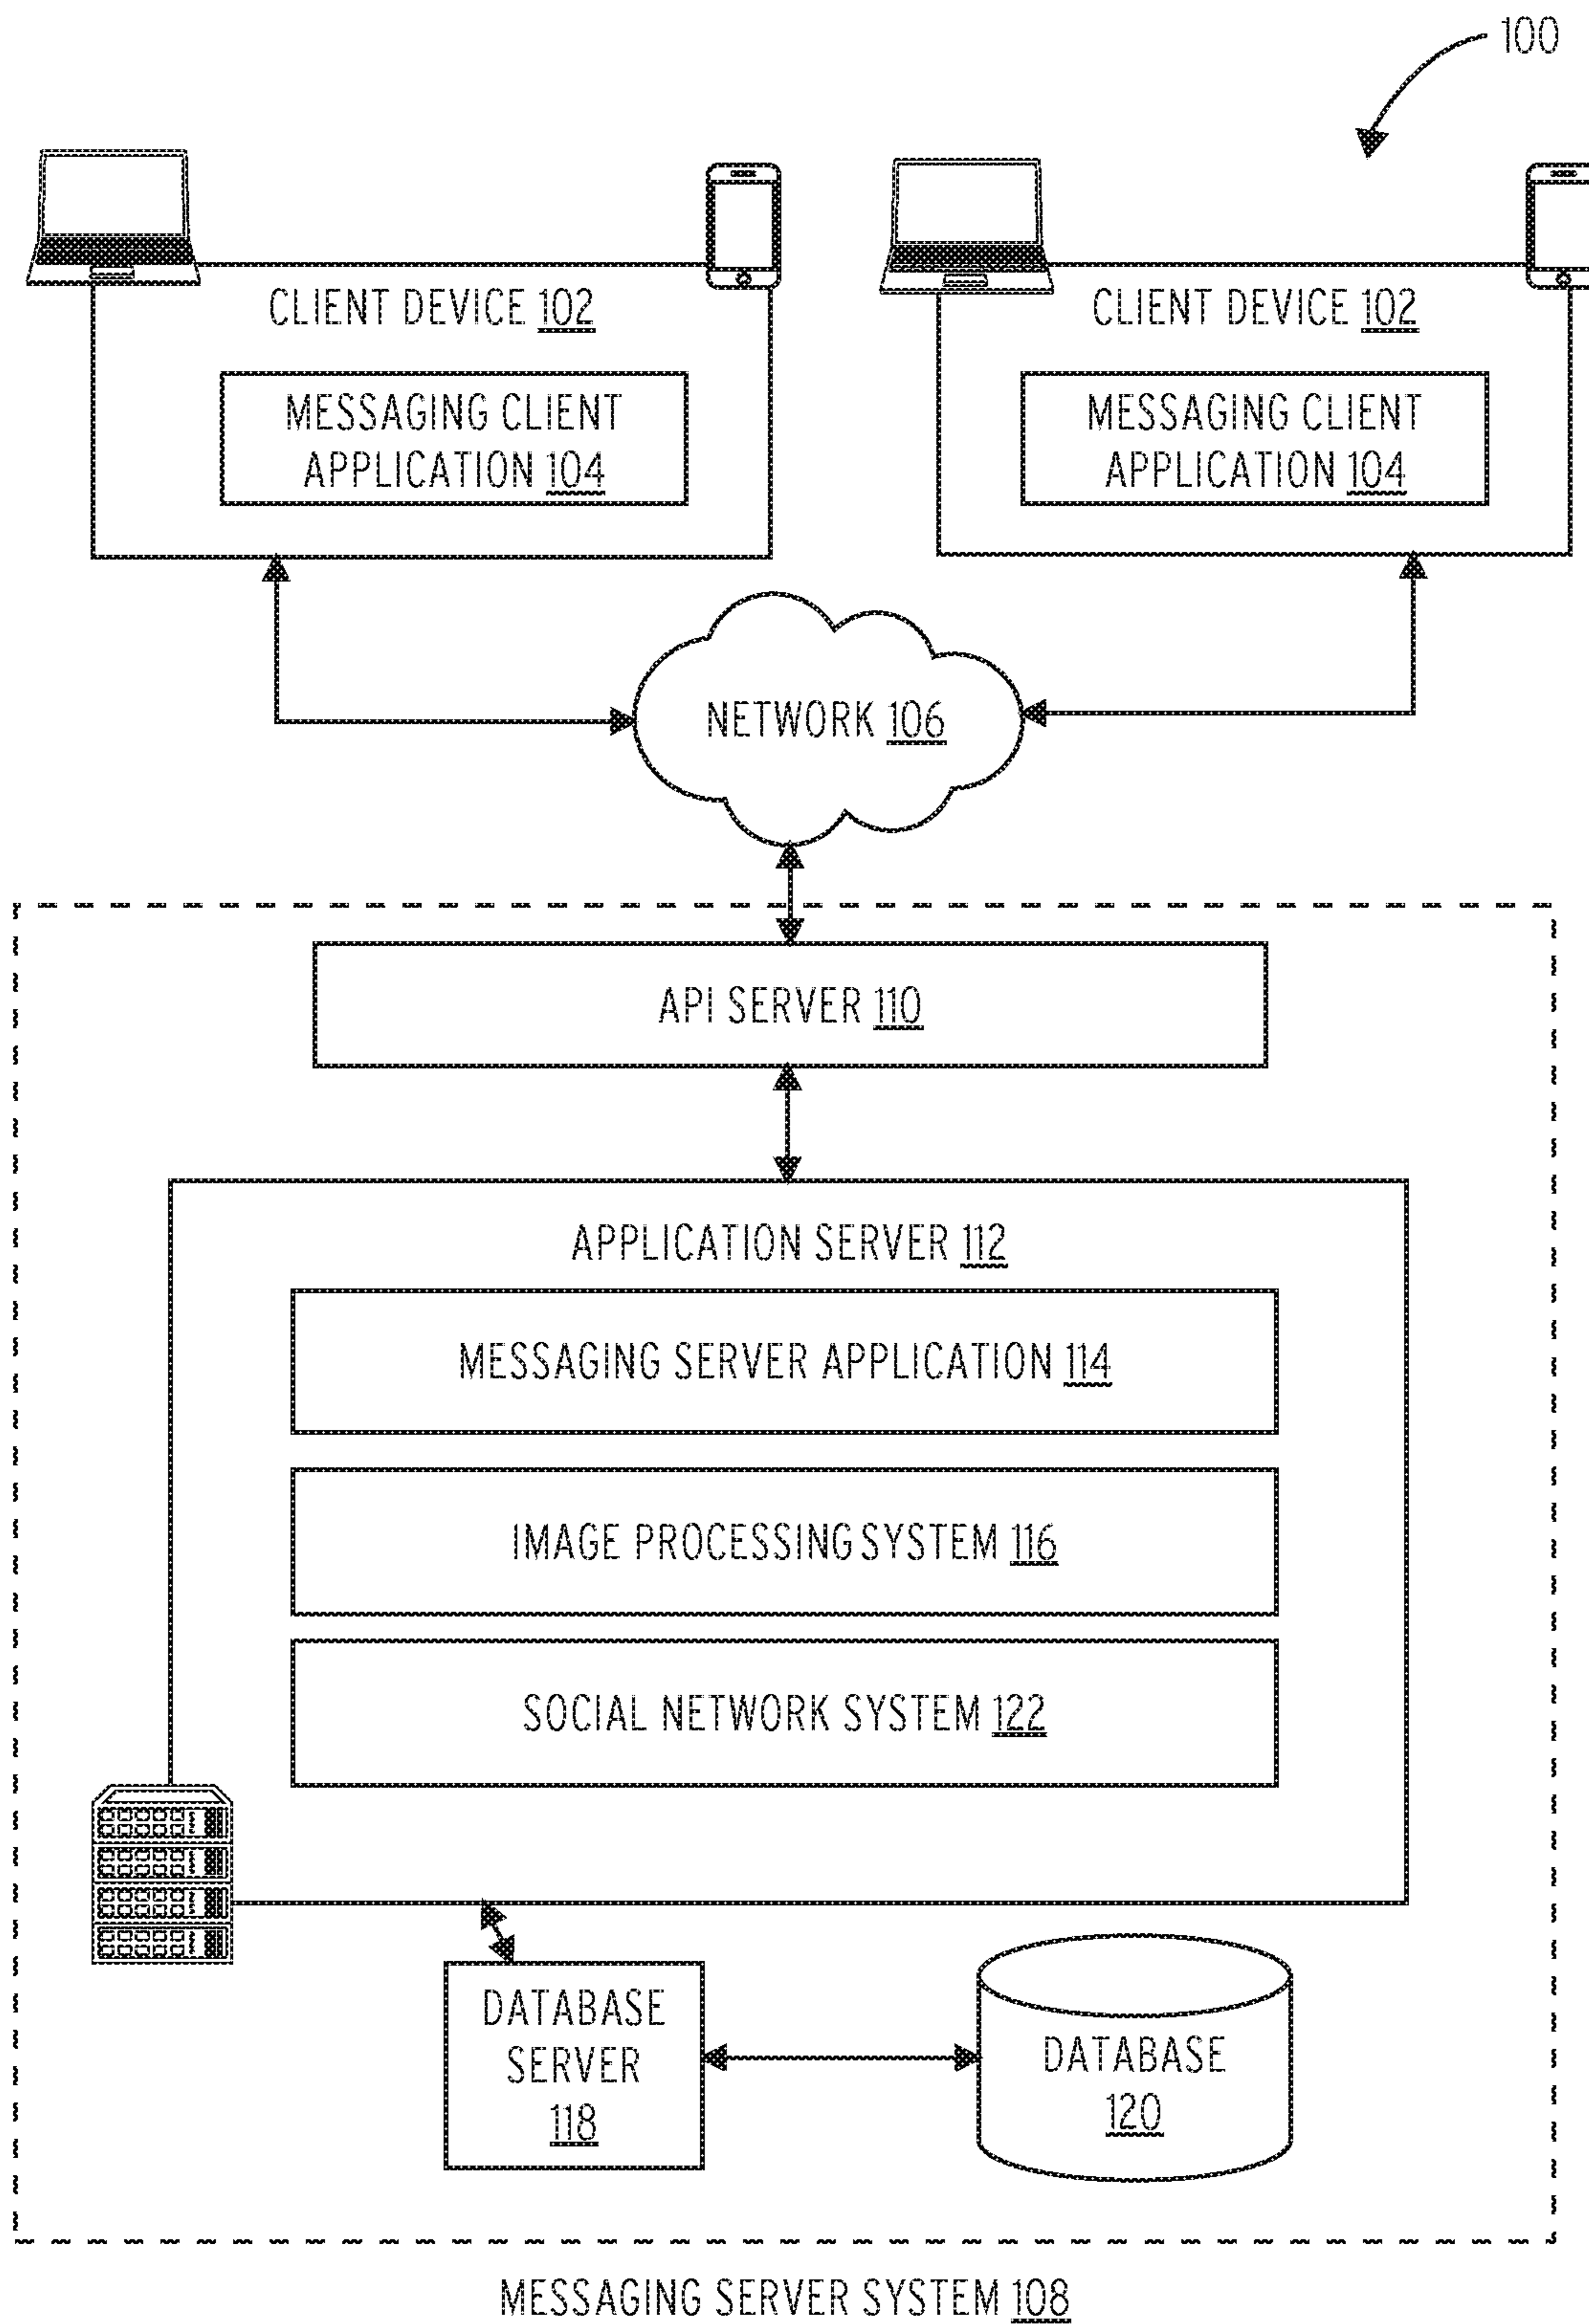 100
CLIENT DEVICE 102
MESSAGING CLIENT
APPLICATION 104
CLIENT DEVICE 102
MESSAGING CLIENT
APPLICATION 104
NETWORK 106
API SERVER 110
APPLICATION SERVER 112
MESSAGING SERVER APPLICATION 114
IMAGE PROCESSING SYSTEM 116
SOCIAL NETWORK SYSTEM 122
DATABASE
SERVER
118
DATABASE
120
MESSAGING SERVER SYSTEM 108